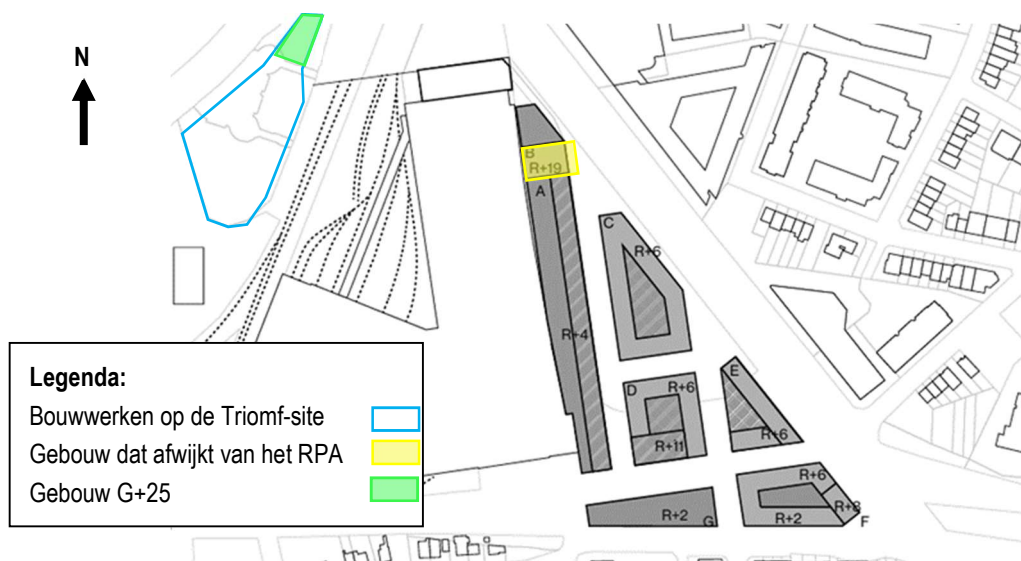 N
B
R+19
A
C
R+6
R+4
E
D
R+6
R+11
R+6
R+6
R+8
R+2
G
R+2
F
Legenda:
Bouwwerken op de Triomf-site
Gebouw dat afwijkt van het RPA
Gebouw G+25